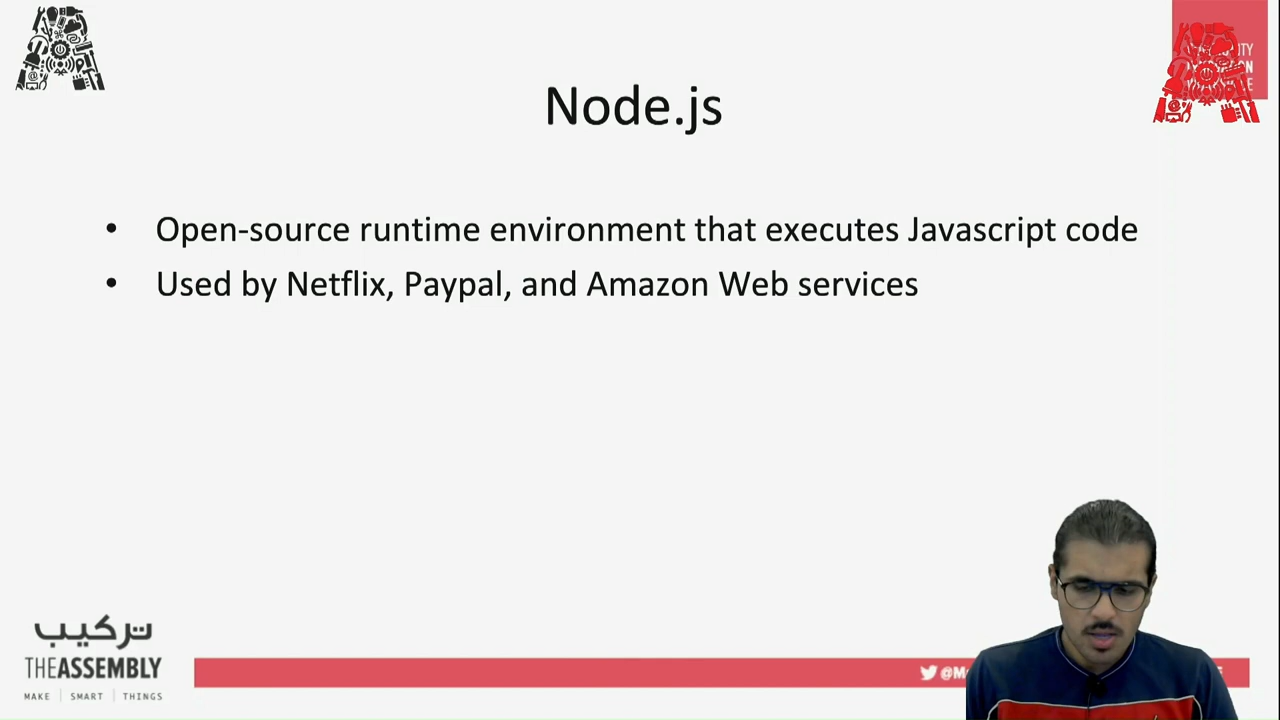 Node.js
• Open-source runtime environment that executes Javascript code
• Used by Netflix, Paypal, and Amazon Web services
تركيب
THEASSEMBLY
MAKE | SMART | THINGS